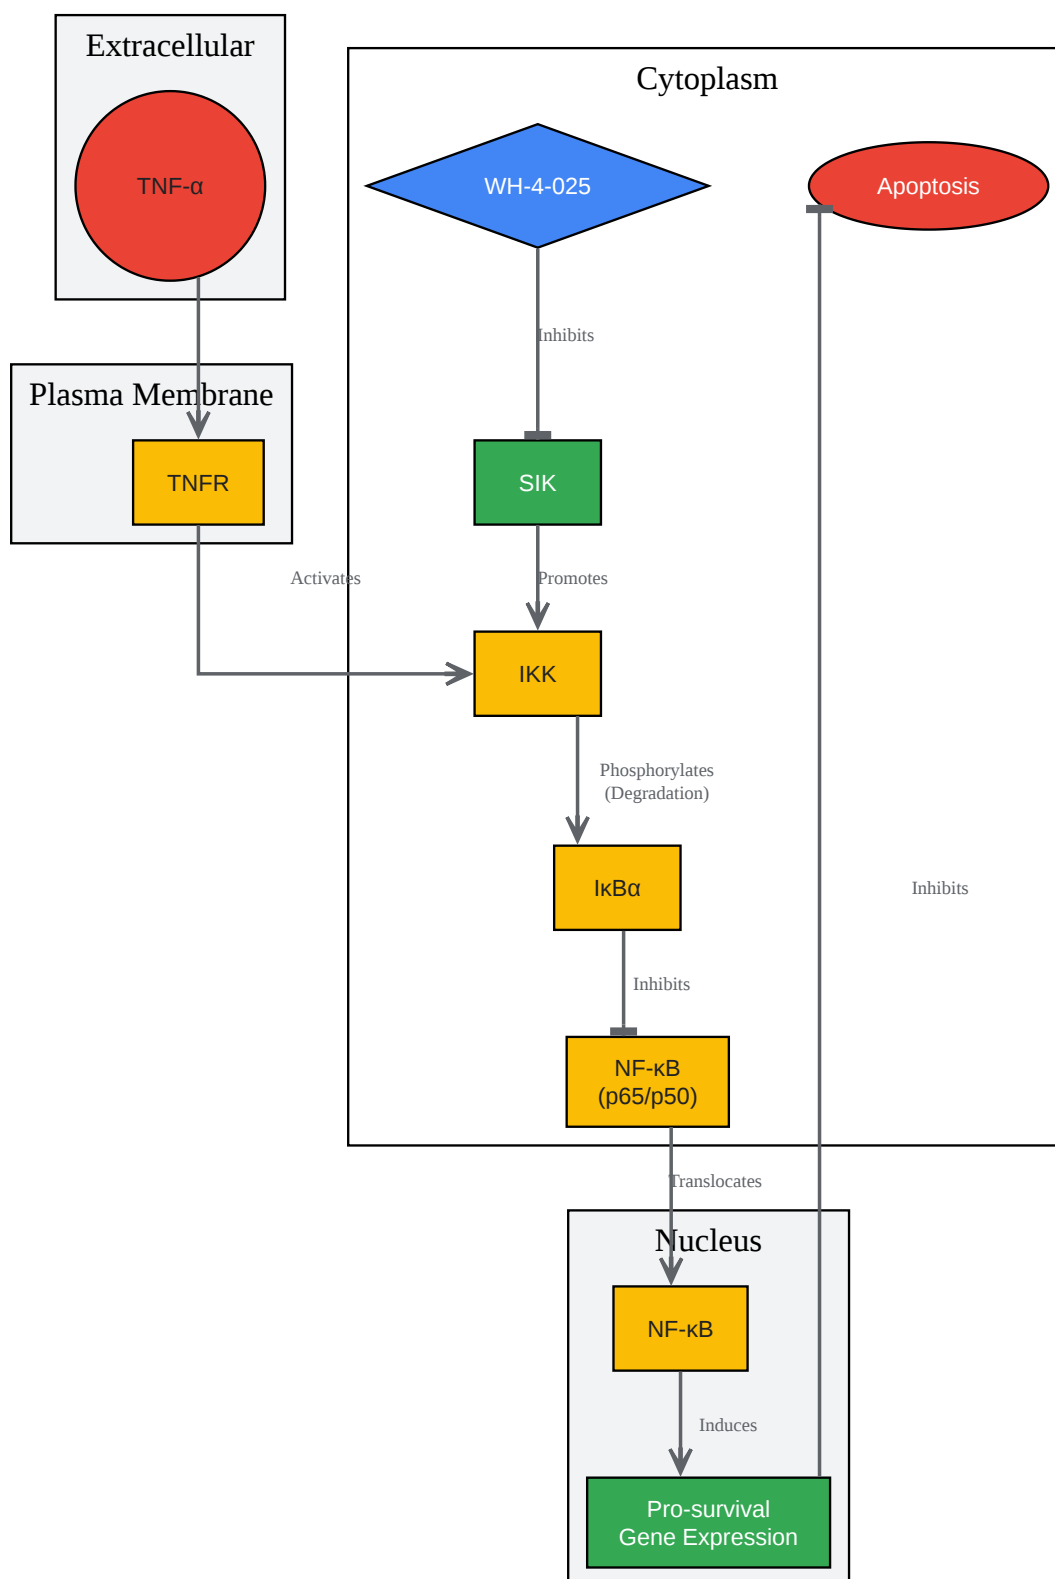 Extracellular
Cytoplasm
TNF-α
WH-4-025
Apoptosis
Inhibits
Plasma Membrane
TNFR
SIK
Activates
Promotes
IKK
Phosphorylates
(Degradation)
IκBα
Inhibits
Inhibits
NF-κB
(p65/p50)
Translocates
Nucleus
NF-κB
Induces
Pro-survival
Gene Expression